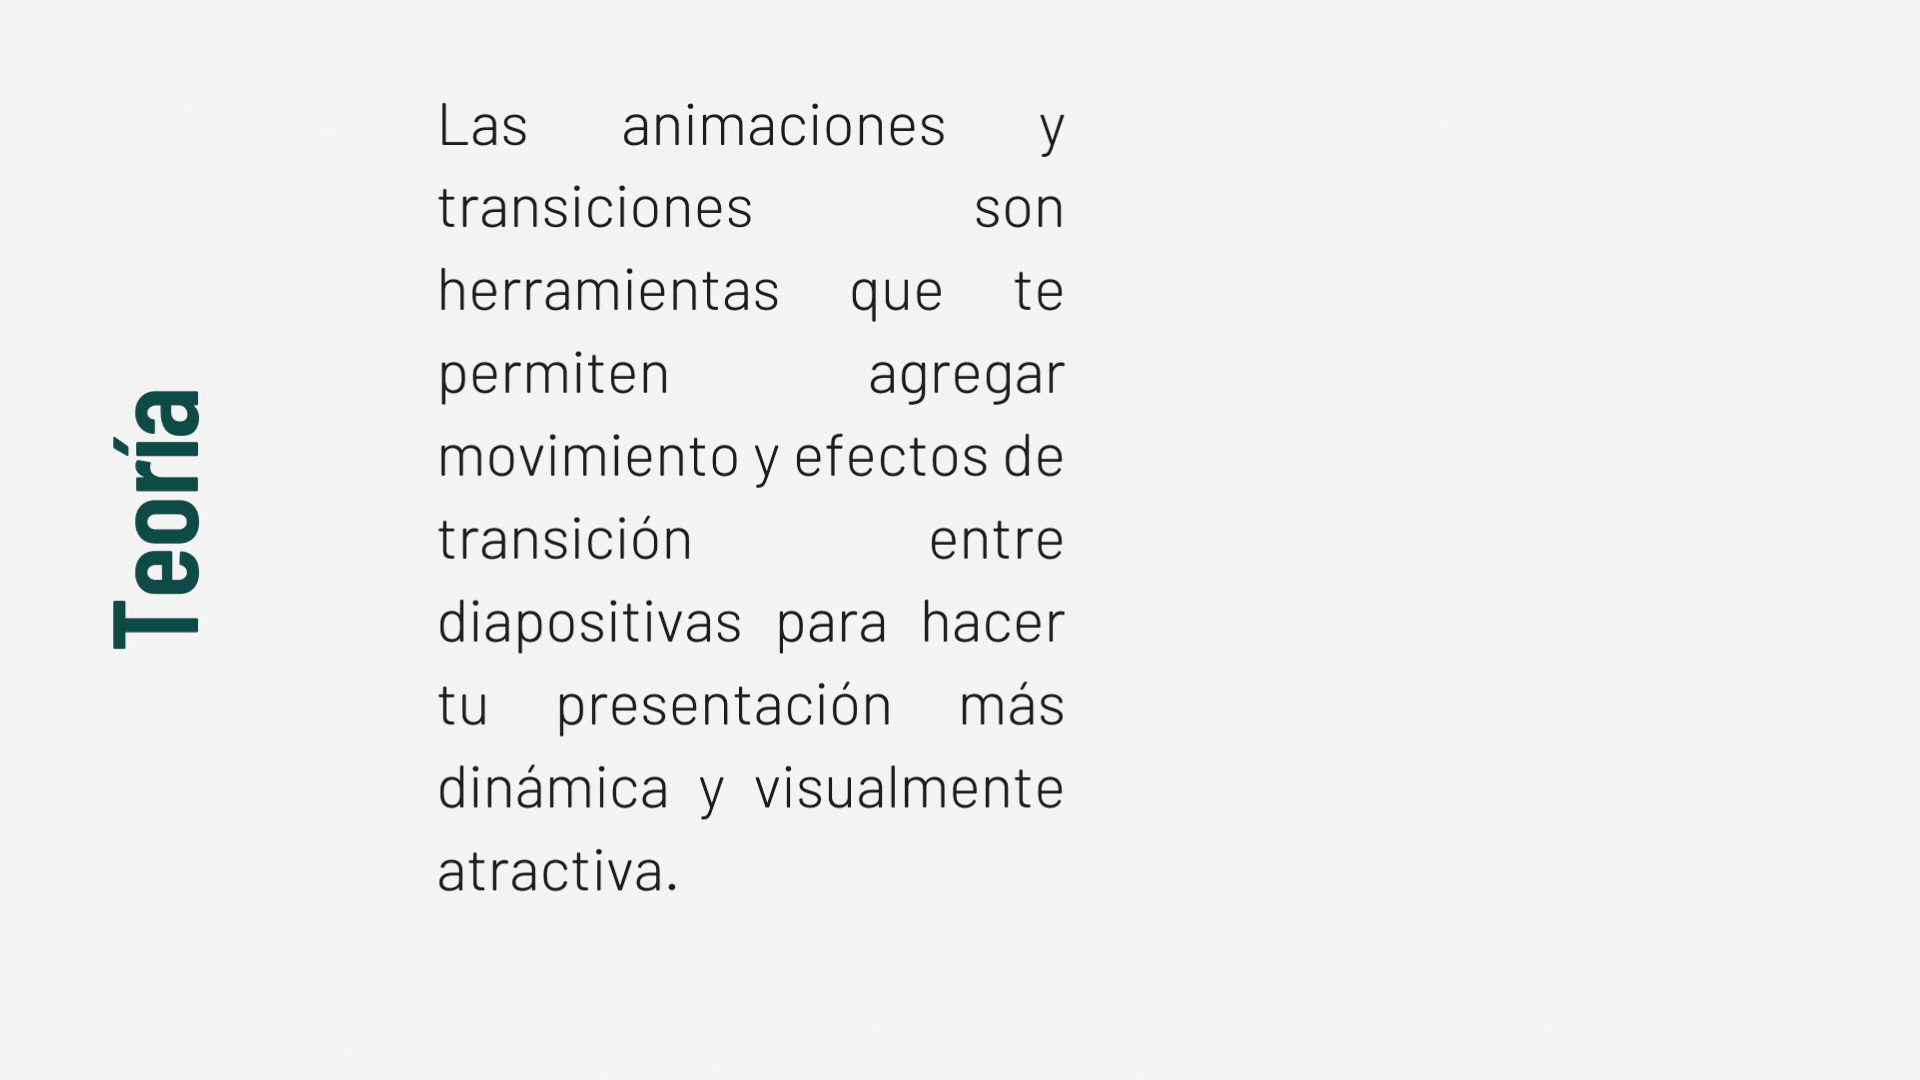 Teoría
Las animaciones y
transiciones son
herramientas que te
permiten agregar
movimiento y efectos de
transición entre
diapositivas para hacer
tu presentación más
dinámica y visualmente
atractiva.